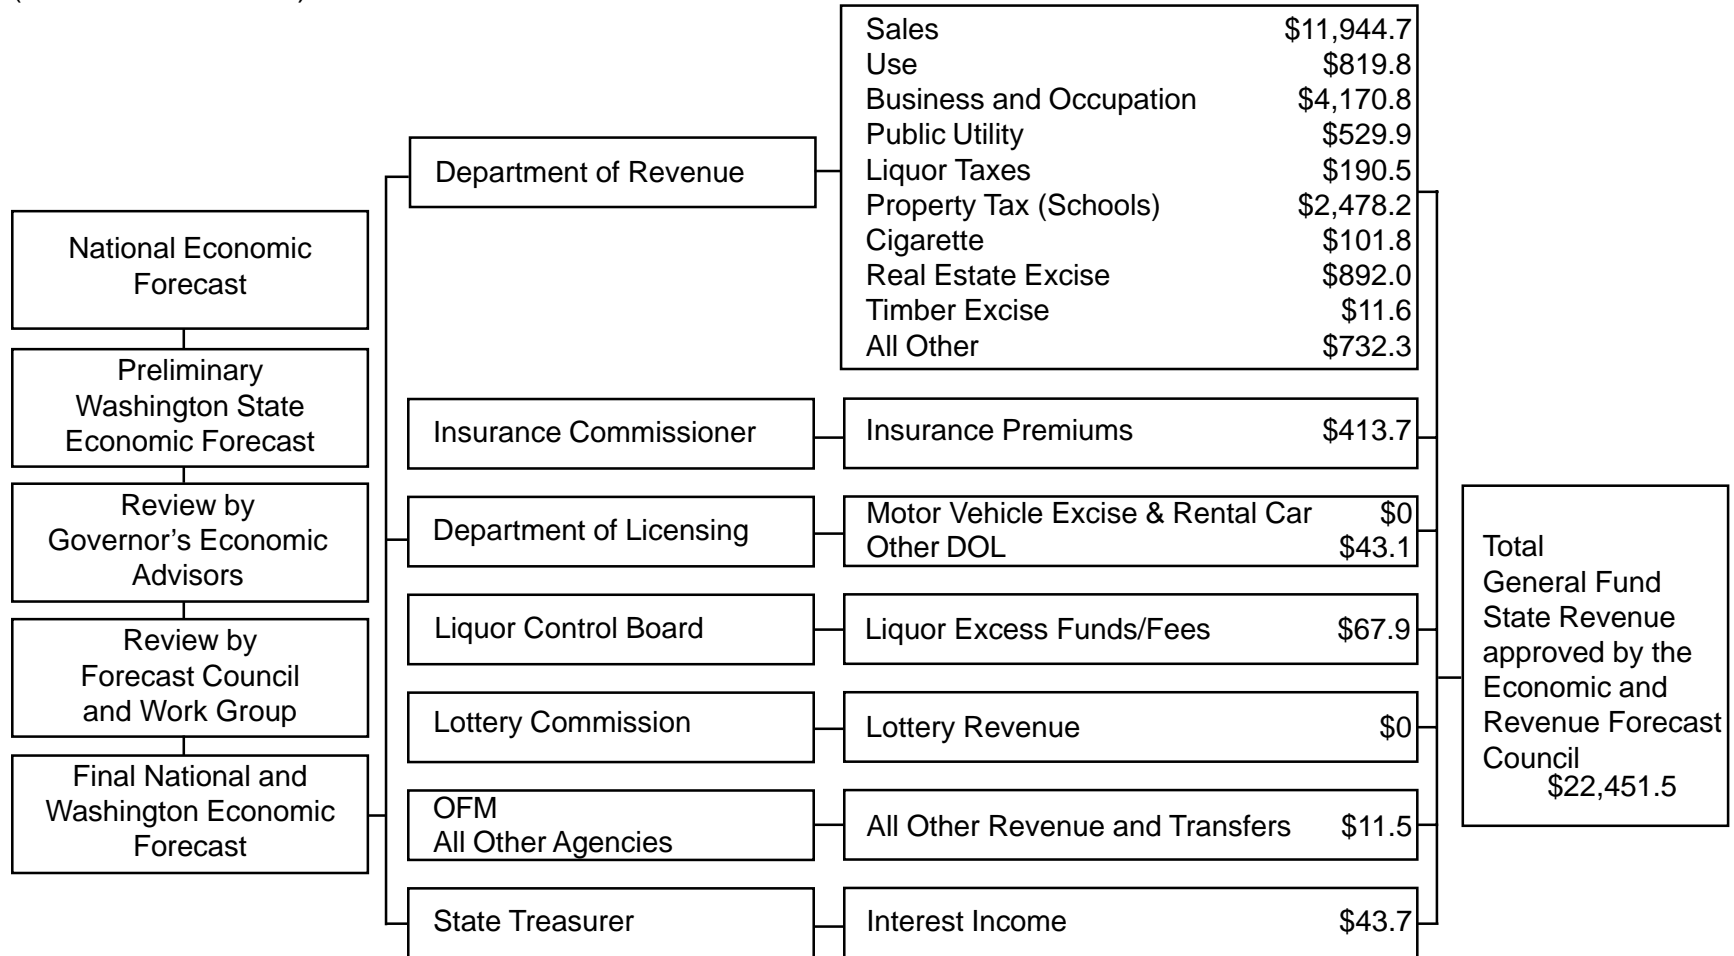 National Economic
Forecast
Preliminary
Washington State
Economic Forecast
Review by
Governor’s Economic
Advisors
Review by
Forecast Council
and Work Group
Final National and
Washington Economic
Forecast
Department of Revenue
Sales $11,944.7
Use $819.8
Business and Occupation $4,170.8
Public Utility $529.9
Liquor Taxes $190.5
Property Tax (Schools) $2,478.2
Cigarette $101.8
Real Estate Excise $892.0
Timber Excise $11.6
All Other $732.3
Insurance Commissioner
Insurance Premiums $413.7
Department of Licensing
Motor Vehicle Excise & Rental Car $0
Other DOL $43.1
Liquor Control Board
Liquor Excess Funds/Fees $67.9
Lottery Commission
Lottery Revenue $0
OFM
All Other Agencies
All Other Revenue and Transfers $11.5
State Treasurer
Interest Income $43.7
Total
General Fund
State Revenue
approved by the
Economic and
Revenue Forecast
Council
$22,451.5